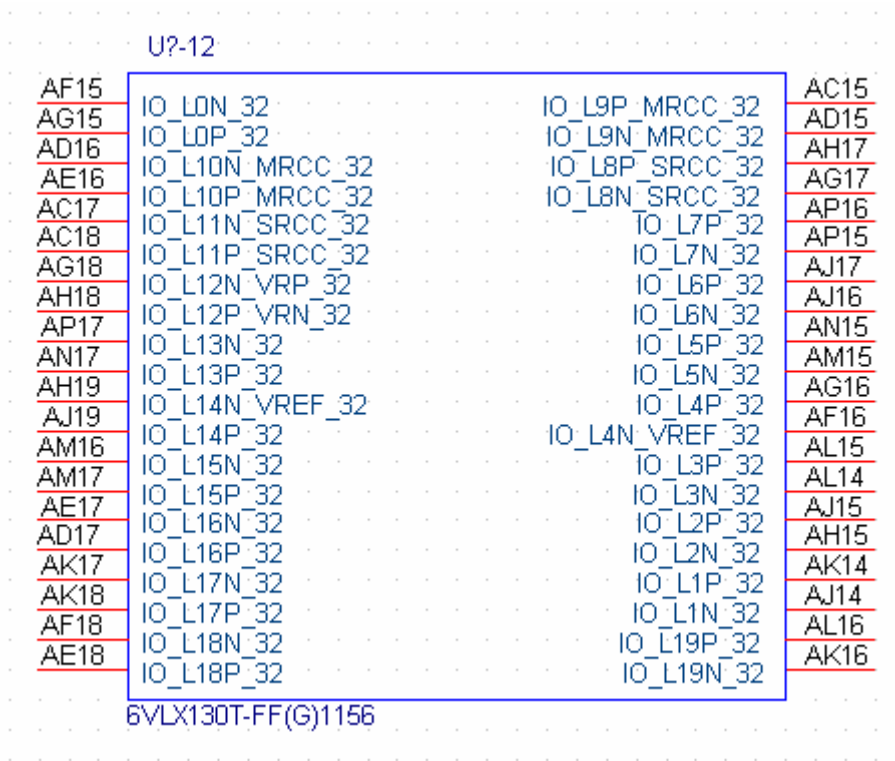 U?-12
AF15 IO_L0N_32 IO_L9P_MRCC_32 AC15
AG15 IO_L0P_32 IO_L9N_MRCC_32 AD15
AD16 IO_L10N_MRCC_32 IO_L8P_SRCC_32 AH17
AE16 IO_L10P_MRCC_32 IO_L8N_SRCC_32 AG17
AC17 IO_L11N_SRCC_32 IO_L7P_32 AP16
AC18 IO_L11P_SRCC_32 IO_L7N_32 AP15
AG18 IO_L12N_VRP_32 IO_L6P_32 AJ17
AH18 IO_L12P_VRN_32 IO_L6N_32 AJ16
AP17 IO_L13N_32 IO_L5P_32 AN15
AN17 IO_L13P_32 IO_L5N_32 AM15
AH19 IO_L14N_VREF_32 IO_L4P_32 AG16
AJ19 IO_L14P_32 IO_L4N_VREF_32 AF16
AM16 IO_L15N_32 IO_L3P_32 AL15
AM17 IO_L15P_32 IO_L3N_32 AL14
AE17 IO_L16N_32 IO_L2P_32 AJ15
AD17 IO_L16P_32 IO_L2N_32 AH15
AK17 IO_L17N_32 IO_L1P_32 AK14
AK18 IO_L17P_32 IO_L1N_32 AJ14
AF18 IO_L18N_32 IO_L19P_32 AL16
AE18 IO_L18P_32 IO_L19N_32 AK16
6VLX130T-FF(G)1156